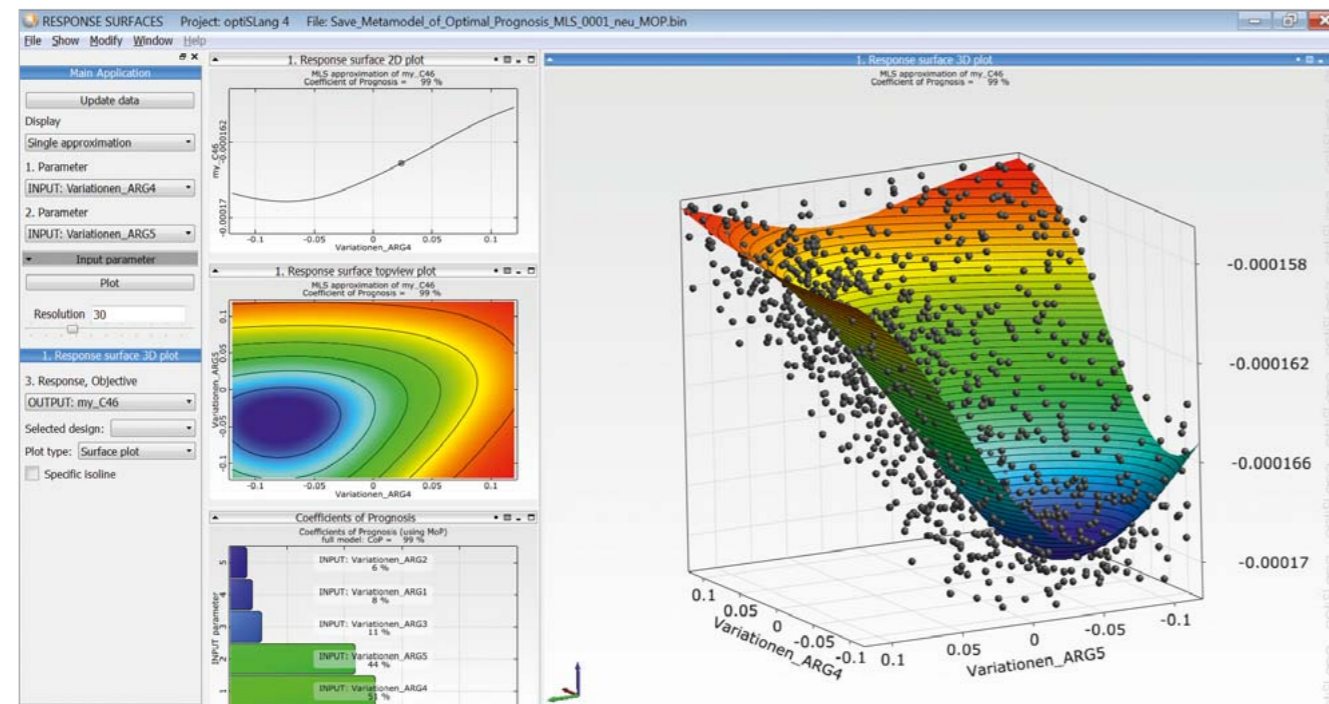 RESPONSE SURFACES Project: optiSLang 4 File: Save_Metamodel_of_Optimal_Prognosis_MLS_0001_neu_MOP.bin
File Show Modify Window Help
Main Application
Update data
Display
Single approximation
1. Parameter
INPUT: Variationen_ARG4
2. Parameter
INPUT: Variationen_ARG5
Input parameter
Plot
Resolution 30
1. Response surface 3D plot
3. Response, Objective
OUTPUT: my_C46
Selected design:
Plot type: Surface plot
Specific isoline
1. Response surface 2D plot
MLS approximation of my_C46
Coefficient of Prognosis = 99 %
my_C46
-0.000162
-0.00017
-0.1 -0.05 0 0.05 0.1
Variationen_ARG4
1. Response surface topview plot
MLS approximation of my_C46
Coefficient of Prognosis = 99 %
Variationen_ARG5
0.1
0.05
0
-0.05
-0.1
-0.1 -0.05 0 0.05 0.1
Variationen_ARG4
Coefficients of Prognosis
Coefficients of Prognosis (using MoP)
full model: CoP = 99 %
INPUT parameter
5
INPUT: Variationen_ARG2
6 %
4
INPUT: Variationen_ARG1
8 %
3
INPUT: Variationen_ARG3
11 %
2
INPUT: Variationen_ARG5
44 %
1
INPUT: Variationen_ARG4
51 %
1. Response surface 3D plot
MLS approximation of my_C46
Coefficient of Prognosis = 99 %
-0.000158
-0.000162
-0.000166
-0.00017
0.1 0.05 0 -0.05 -0.1
Variationen_ARG4
0.1 0.05 0 -0.05 -0.1
Variationen_ARG5